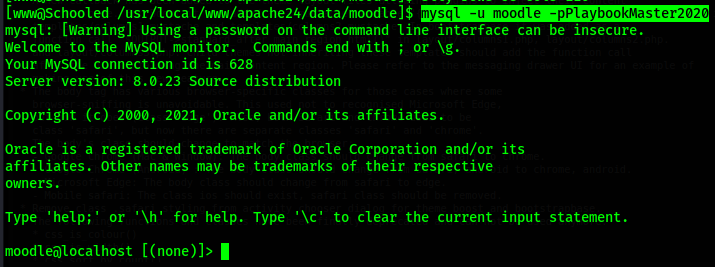 [www@Schooled /usr/local/www/apache24/data/moodle]$ mysql -u moodle -pPlaybookMaster2020
mysql: [Warning] Using a password on the command line interface can be insecure.
Welcome to the MySQL monitor.  Commands end with ; or \g.
Your MySQL connection id is 628
Server version: 8.0.23 Source distribution
Copyright (c) 2000, 2021, Oracle and/or its affiliates.
Oracle is a registered trademark of Oracle Corporation and/or its
affiliates. Other names may be trademarks of their respective
owners.
Type 'help;' or '\h' for help. Type '\c' to clear the current input statement.
moodle@localhost [(none)]>